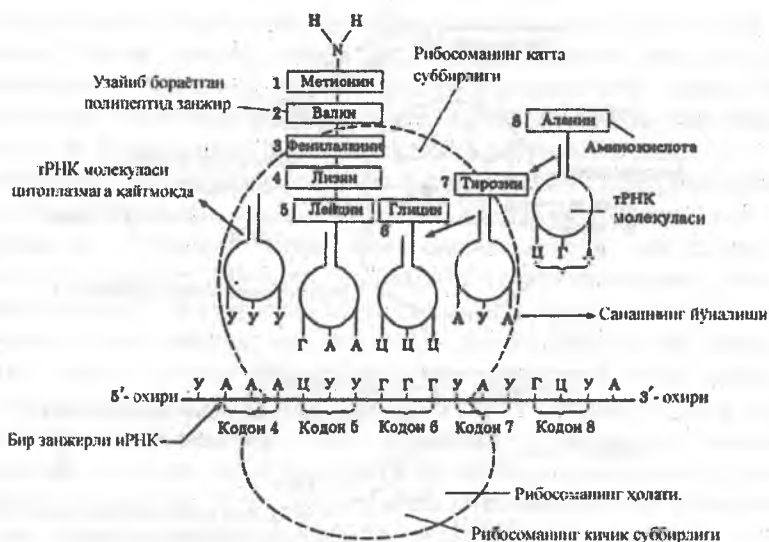 H H
N
1 Метионин
2 Валин
3 Фенилаланин
4 Лизин
5 Лейцин
Глицин
6
7 Тирозин
8 Аланин
Узайиб бораётган
полипептид занжир
Рибосоманинг катта
суббирлиги
Аминокислота
тРНК молекуласи
цитоплазмага қайтмоқда
тРНК
молекуласи
Ц Г А
У У У
Г А А
Ц Ц Ц
А У А
Саналининг йўналиши
У А А А Ц У У Г Г Г У А У Г Ц У А
5′- охири
3′- охири
Кодон 4 Кодон 5 Кодон 6 Кодон 7 Кодон 8
Бир занжирли иРНК
Рибосоманинг ҳолати.
Рибосоманинг кичик суббирлиги